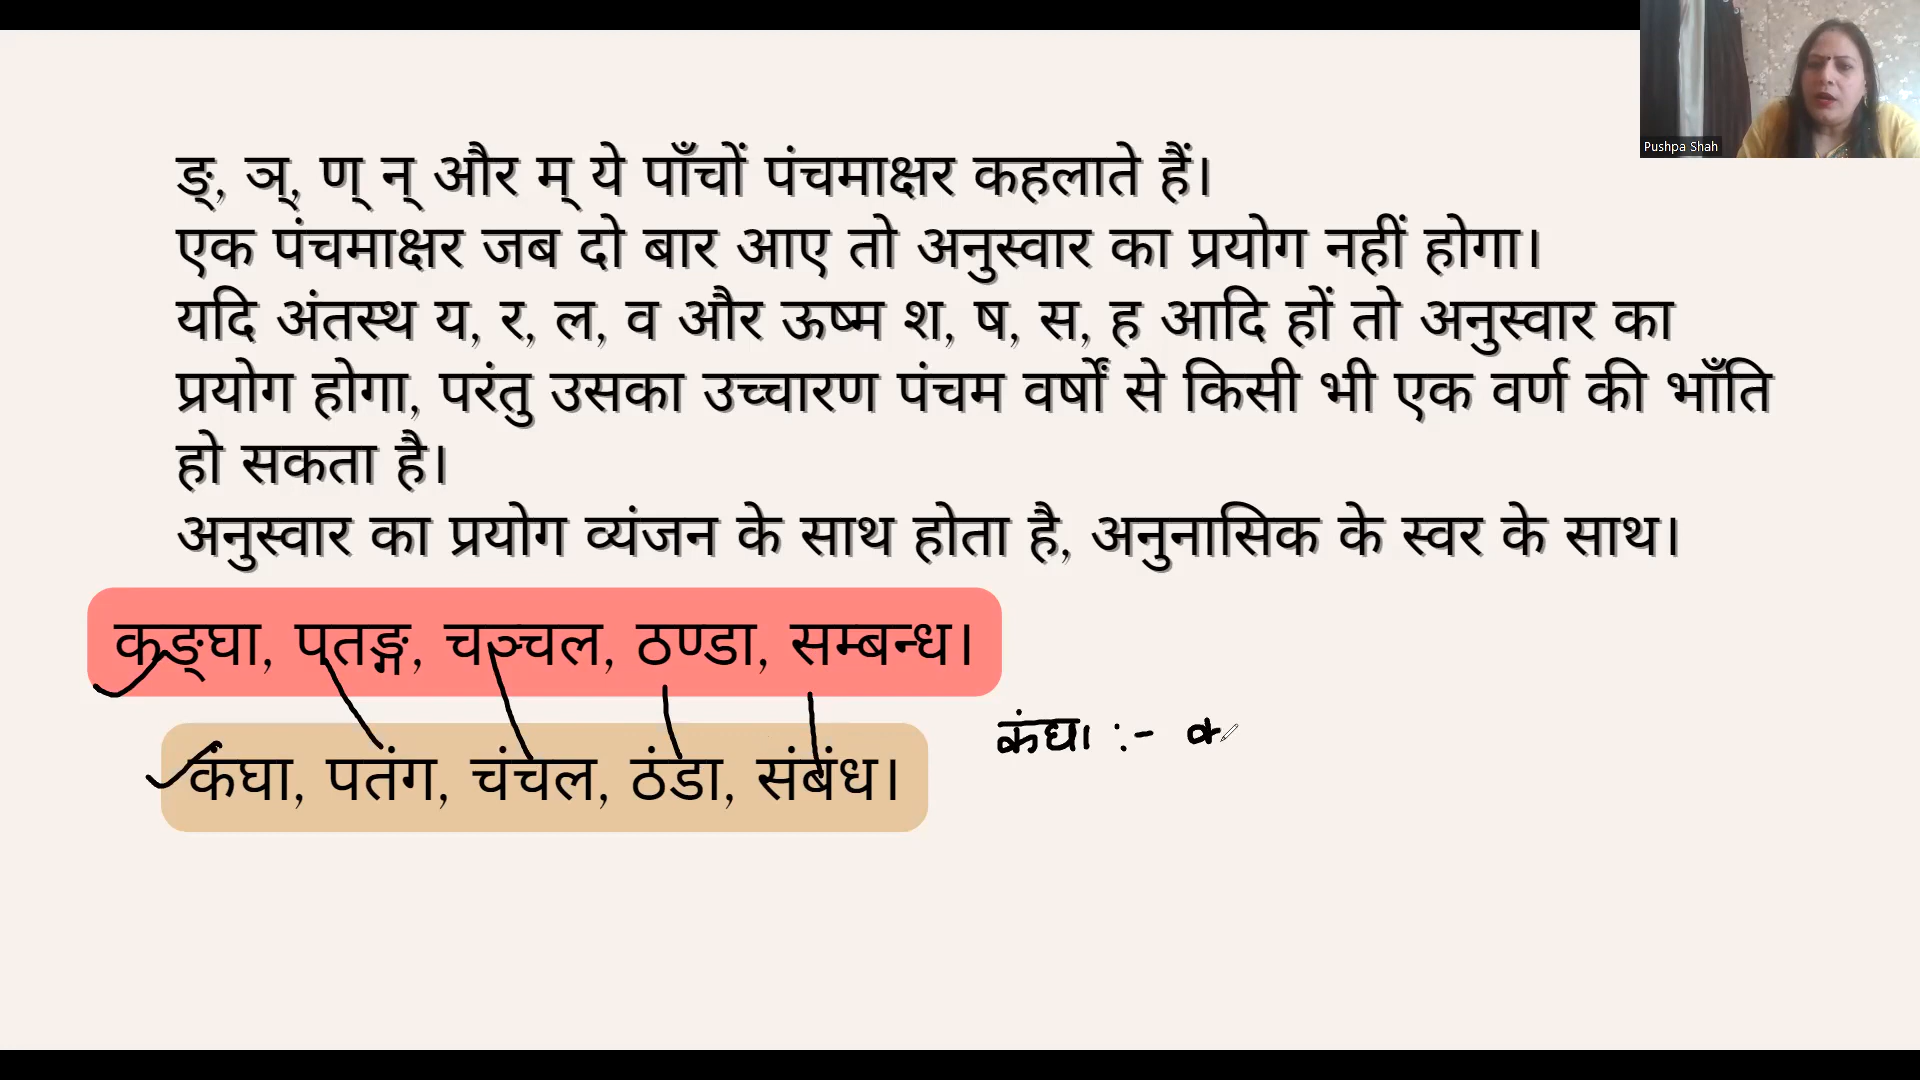 Pushpa Shah
ङ्, ञ्, ण् न् और म् ये पाँचों पंचमाक्षर कहलाते हैं।
एक पंचमाक्षर जब दो बार आए तो अनुस्वार का प्रयोग नहीं होगा।
यदि अंतस्थ य, र, ल, व और ऊष्म श, ष, स, ह आदि हों तो अनुस्वार का
प्रयोग होगा, परंतु उसका उच्चारण पंचम वर्षों से किसी भी एक वर्ण की भाँति
हो सकता है।
अनुस्वार का प्रयोग व्यंजन के साथ होता है, अनुनासिक के स्वर के साथ।
कङ्घा, पतङ्ग, चञ्चल, ठण्डा, सम्बन्ध।
कंघा :-
कंघा, पतंग, चंचल, ठंडा, संबंध।